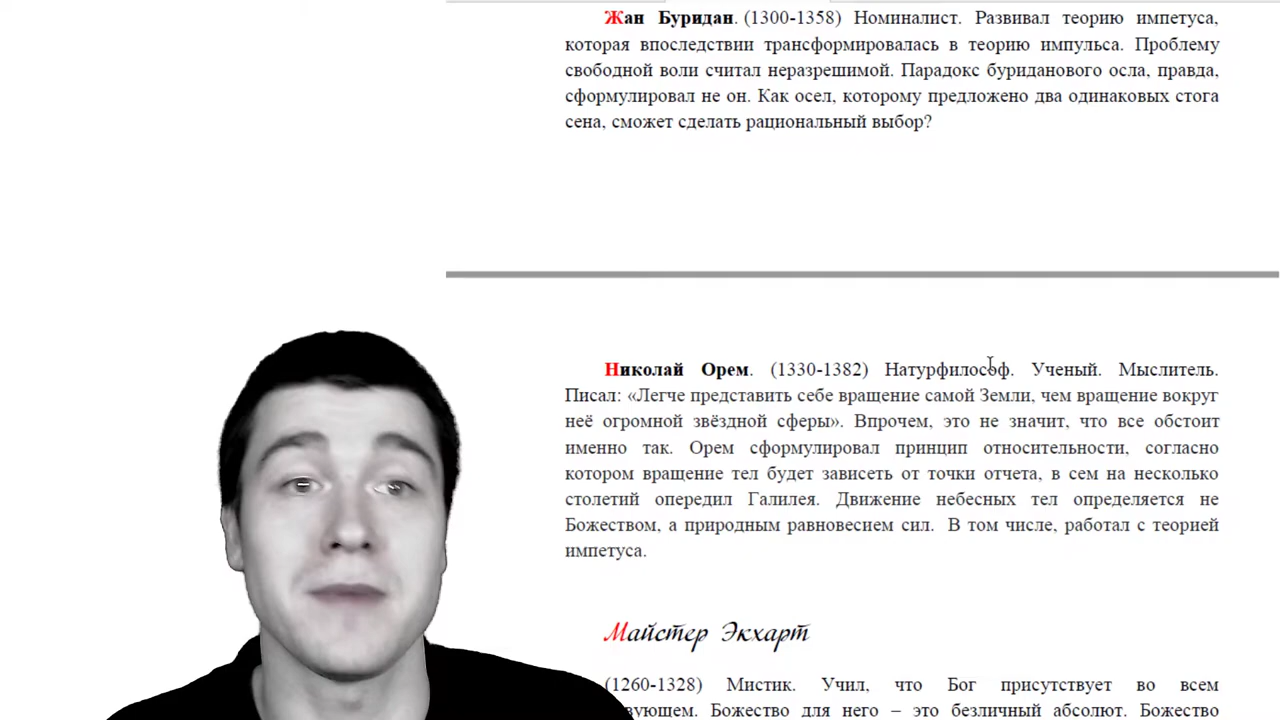 Жан Буридан. (1300-1358) Номиналист. Развивал теорию импетуса,
которая впоследствии трансформировалась в теорию импульса. Проблему
свободной воли считал неразрешимой. Парадокс буриданового осла, правда,
сформулировал не он. Как осел, которому предложено два одинаковых стога
сена, сможет сделать рациональный выбор?
Николай Орем. (1330-1382) Натурфилософ. Ученый. Мыслитель.
Писал: «Легче представить себе вращение самой Земли, чем вращение вокруг
неё огромной звёздной сферы». Впрочем, это не значит, что все обстоит
именно так. Орем сформулировал принцип относительности, согласно
котором вращение тел будет зависеть от точки отчета, в сем на несколько
столетий опередил Галилея. Движение небесных тел определяется не
Божеством, а природным равновесием сил. В том числе, работал с теорией
импетуса.
Майстер Экхарт
(1260-1328) Мистик. Учил, что Бог присутствует во всем
вующем. Божество для него – это безличный абсолют. Божество